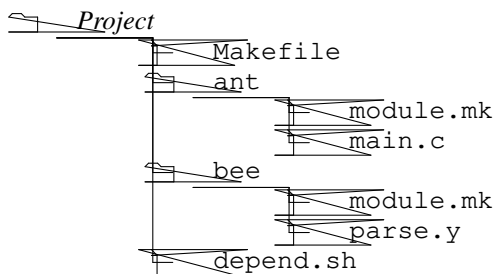 Project
Makefile
ant
module.mk
main.c
bee
module.mk
parse.y
depend.sh